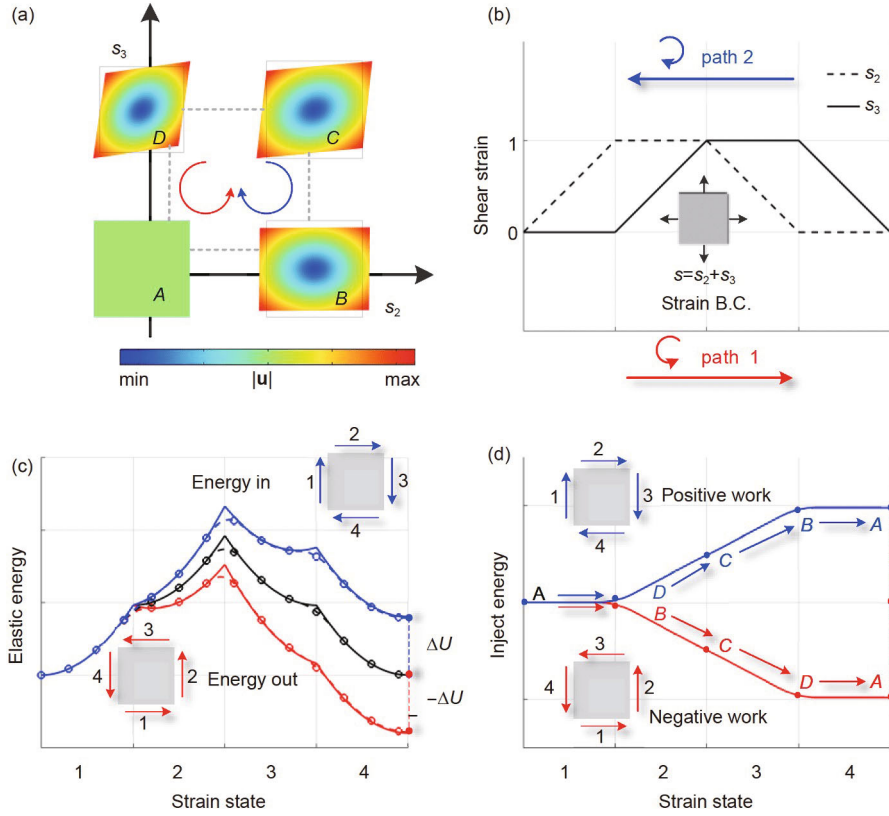 (a)
s₃
D
C
A
B
s₂
min
|u|
max
(b)
path 2
s₂
s₃
Shear strain
1
0
s=s₂+s₃
Strain B.C.
path 1
(c)
Energy in
2
1
3
4
Elastic energy
3
4
2
1
Energy out
ΔU
−ΔU
1
2
3
4
Strain state
(d)
2
1
3
4
Positive work
Inject energy
A
D
C
B
A
B
C
D
A
3
4
2
1
Negative work
1
2
3
4
Strain state